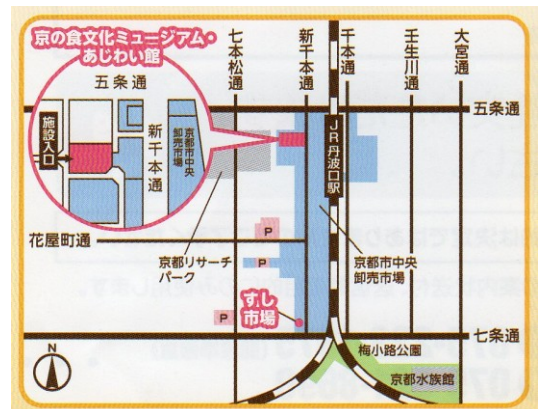 京の食文化ミュージアム・
あじわい館
五条通
施設入口
新千本通
京都市中央
卸売市場
七本松通
新千本通
千本通
壬生川通
大宮通
五条通
JR丹波口駅
花屋町通
京都リサーチ
パーク
P
P
P
京都市中央
卸売市場
すし
市場
七条通
梅小路公園
京都水族館
N